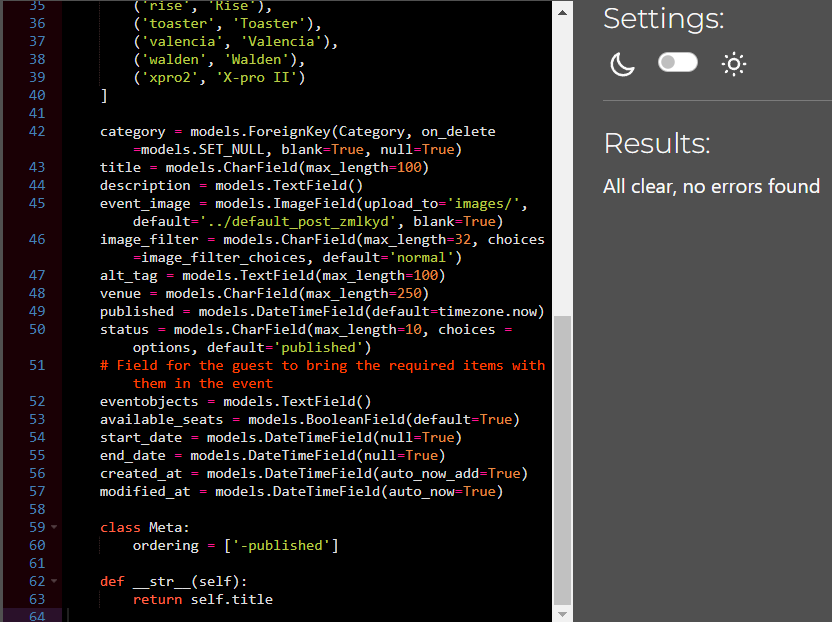 35 ('rise', 'Rise'),
36 ('toaster', 'Toaster'),
37 ('valencia', 'Valencia'),
38 ('walden', 'Walden'),
39 ('xpro2', 'X-pro II')
40 ]
41
42 category = models.ForeignKey(Category, on_delete
=models.SET_NULL, blank=True, null=True)
43 title = models.CharField(max_length=100)
44 description = models.TextField()
45 event_image = models.ImageField(upload_to='images/',
default='../default_post_zmlkyd', blank=True)
46 image_filter = models.CharField(max_length=32, choices
=image_filter_choices, default='normal')
47 alt_tag = models.TextField(max_length=100)
48 venue = models.CharField(max_length=250)
49 published = models.DateTimeField(default=timezone.now)
50 status = models.CharField(max_length=10, choices =
options, default='published')
51 # Field for the guest to bring the required items with
them in the event
52 eventobjects = models.TextField()
53 available_seats = models.BooleanField(default=True)
54 start_date = models.DateTimeField(null=True)
55 end_date = models.DateTimeField(null=True)
56 created_at = models.DateTimeField(auto_now_add=True)
57 modified_at = models.DateTimeField(auto_now=True)
58
59 class Meta:
60 ordering = ['-published']
61
62 def __str__(self):
63 return self.title
64
Settings:
Results:
All clear, no errors found